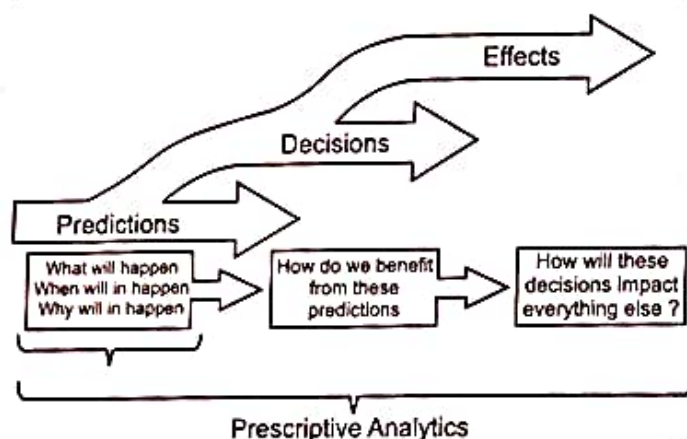 Effects
Decisions
Predictions
What will happen
When will in happen
Why will in happen
How do we benefit
from these
predictions
How will these
decisions Impact
everything else ?
Prescriptive Analytics